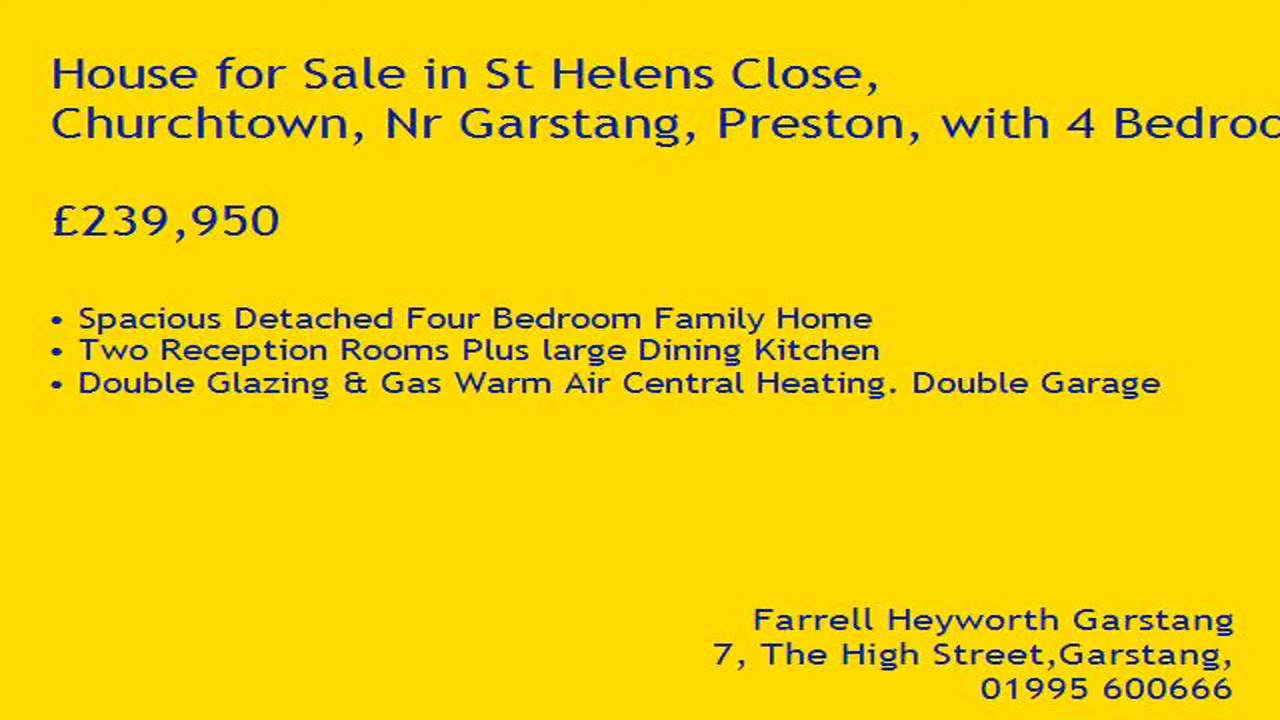 House for Sale in St Helens Close,
Churchtown, Nr Garstang, Preston, with 4 Bedroo
£239,950
• Spacious Detached Four Bedroom Family Home
• Two Reception Rooms Plus large Dining Kitchen
• Double Glazing & Gas Warm Air Central Heating. Double Garage
Farrell Heyworth Garstang
7, The High Street,Garstang,
01995 600666